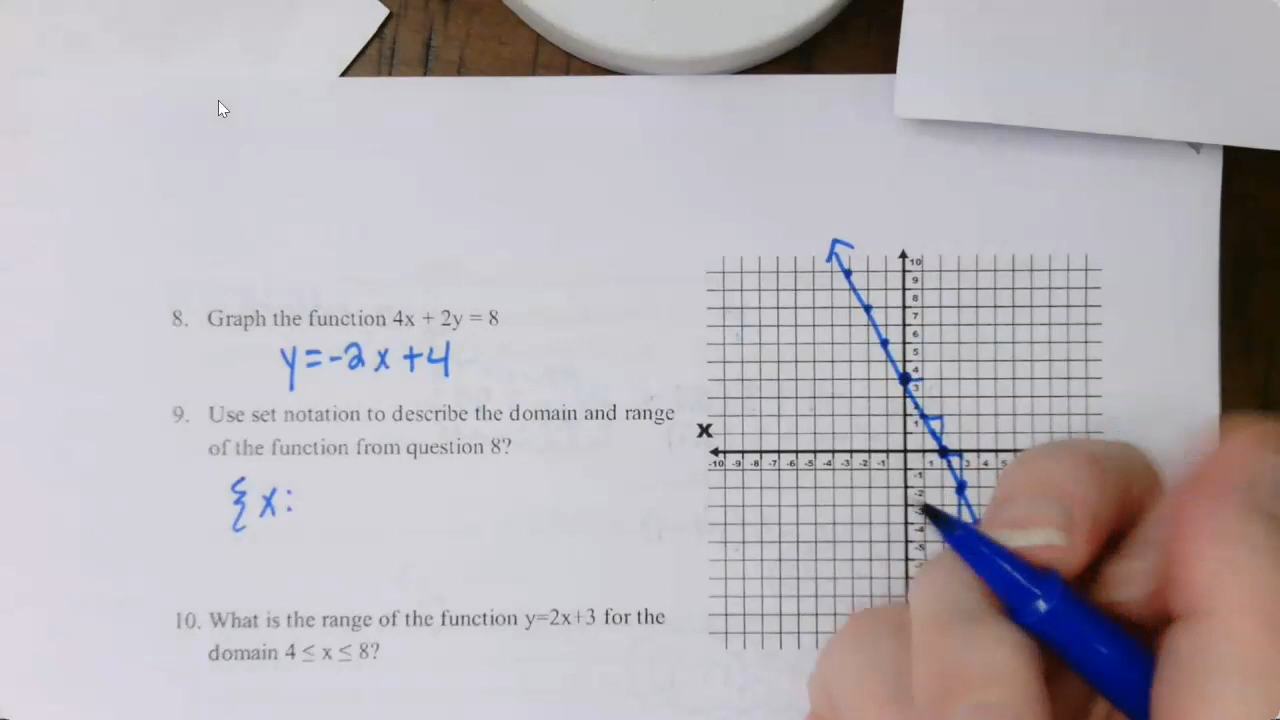 8. Graph the function 4x + 2y = 8
y=-2x+4
9. Use set notation to describe the domain and range
of the function from question 8?
{x:
10. What is the range of the function y=2x+3 for the
domain 4 ≤ x ≤ 8?
x
10
9
8
7
6
5
4
3
1
-10 -9 -8 -7 -6 -5 -4 -3 -2 -1 1 3 4 5
-1
-2
-3
-4
-5